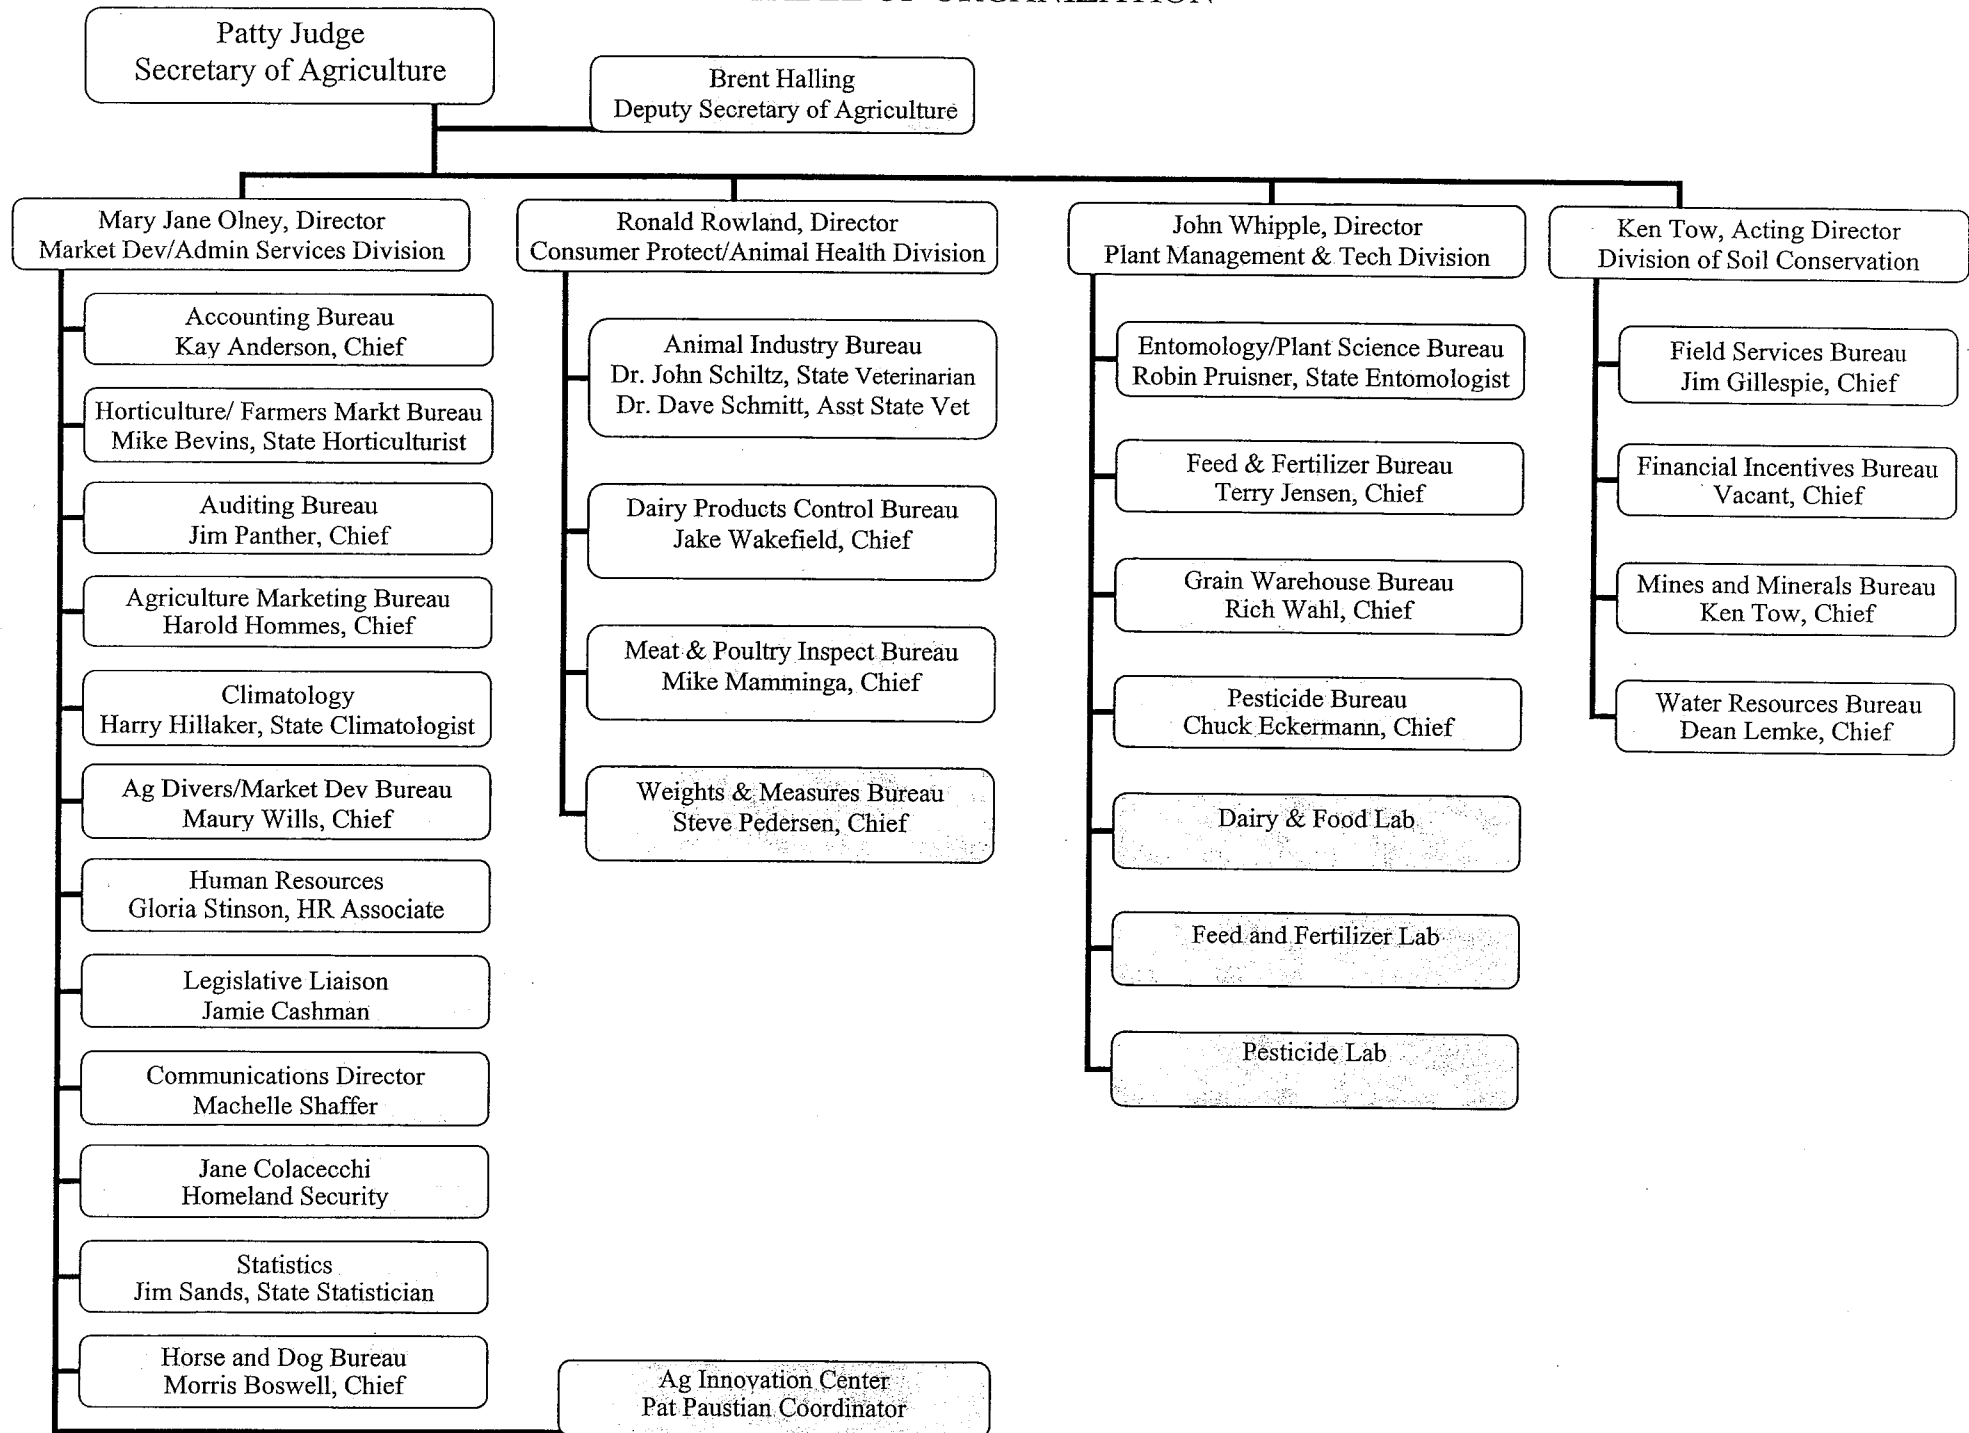 TABLE OF ORGANIZATION
Patty Judge
Secretary of Agriculture
Brent Halling
Deputy Secretary of Agriculture
Mary Jane Olney, Director
Market Dev/Admin Services Division
Accounting Bureau
Kay Anderson, Chief
Horticulture/ Farmers Markt Bureau
Mike Bevins, State Horticulturist
Auditing Bureau
Jim Panther, Chief
Agriculture Marketing Bureau
Harold Hommes, Chief
Climatology
Harry Hillaker, State Climatologist
Ag Divers/Market Dev Bureau
Maury Wills, Chief
Human Resources
Gloria Stinson, HR Associate
Legislative Liaison
Jamie Cashman
Communications Director
Machelle Shaffer
Jane Colacecchi
Homeland Security
Statistics
Jim Sands, State Statistician
Horse and Dog Bureau
Morris Boswell, Chief
Ag Innovation Center
Pat Paustian Coordinator
Ronald Rowland, Director
Consumer Protect/Animal Health Division
Animal Industry Bureau
Dr. John Schiltz, State Veterinarian
Dr. Dave Schmitt, Asst State Vet
Dairy Products Control Bureau
Jake Wakefield, Chief
Meat & Poultry Inspect Bureau
Mike Mamminga, Chief
Weights & Measures Bureau
Steve Pedersen, Chief
John Whipple, Director
Plant Management & Tech Division
Entomology/Plant Science Bureau
Robin Pruisner, State Entomologist
Feed & Fertilizer Bureau
Terry Jensen, Chief
Grain Warehouse Bureau
Rich Wahl, Chief
Pesticide Bureau
Chuck Eckermann, Chief
Dairy & Food Lab
Feed and Fertilizer Lab
Pesticide Lab
Ken Tow, Acting Director
Division of Soil Conservation
Field Services Bureau
Jim Gillespie, Chief
Financial Incentives Bureau
Vacant, Chief
Mines and Minerals Bureau
Ken Tow, Chief
Water Resources Bureau
Dean Lemke, Chief